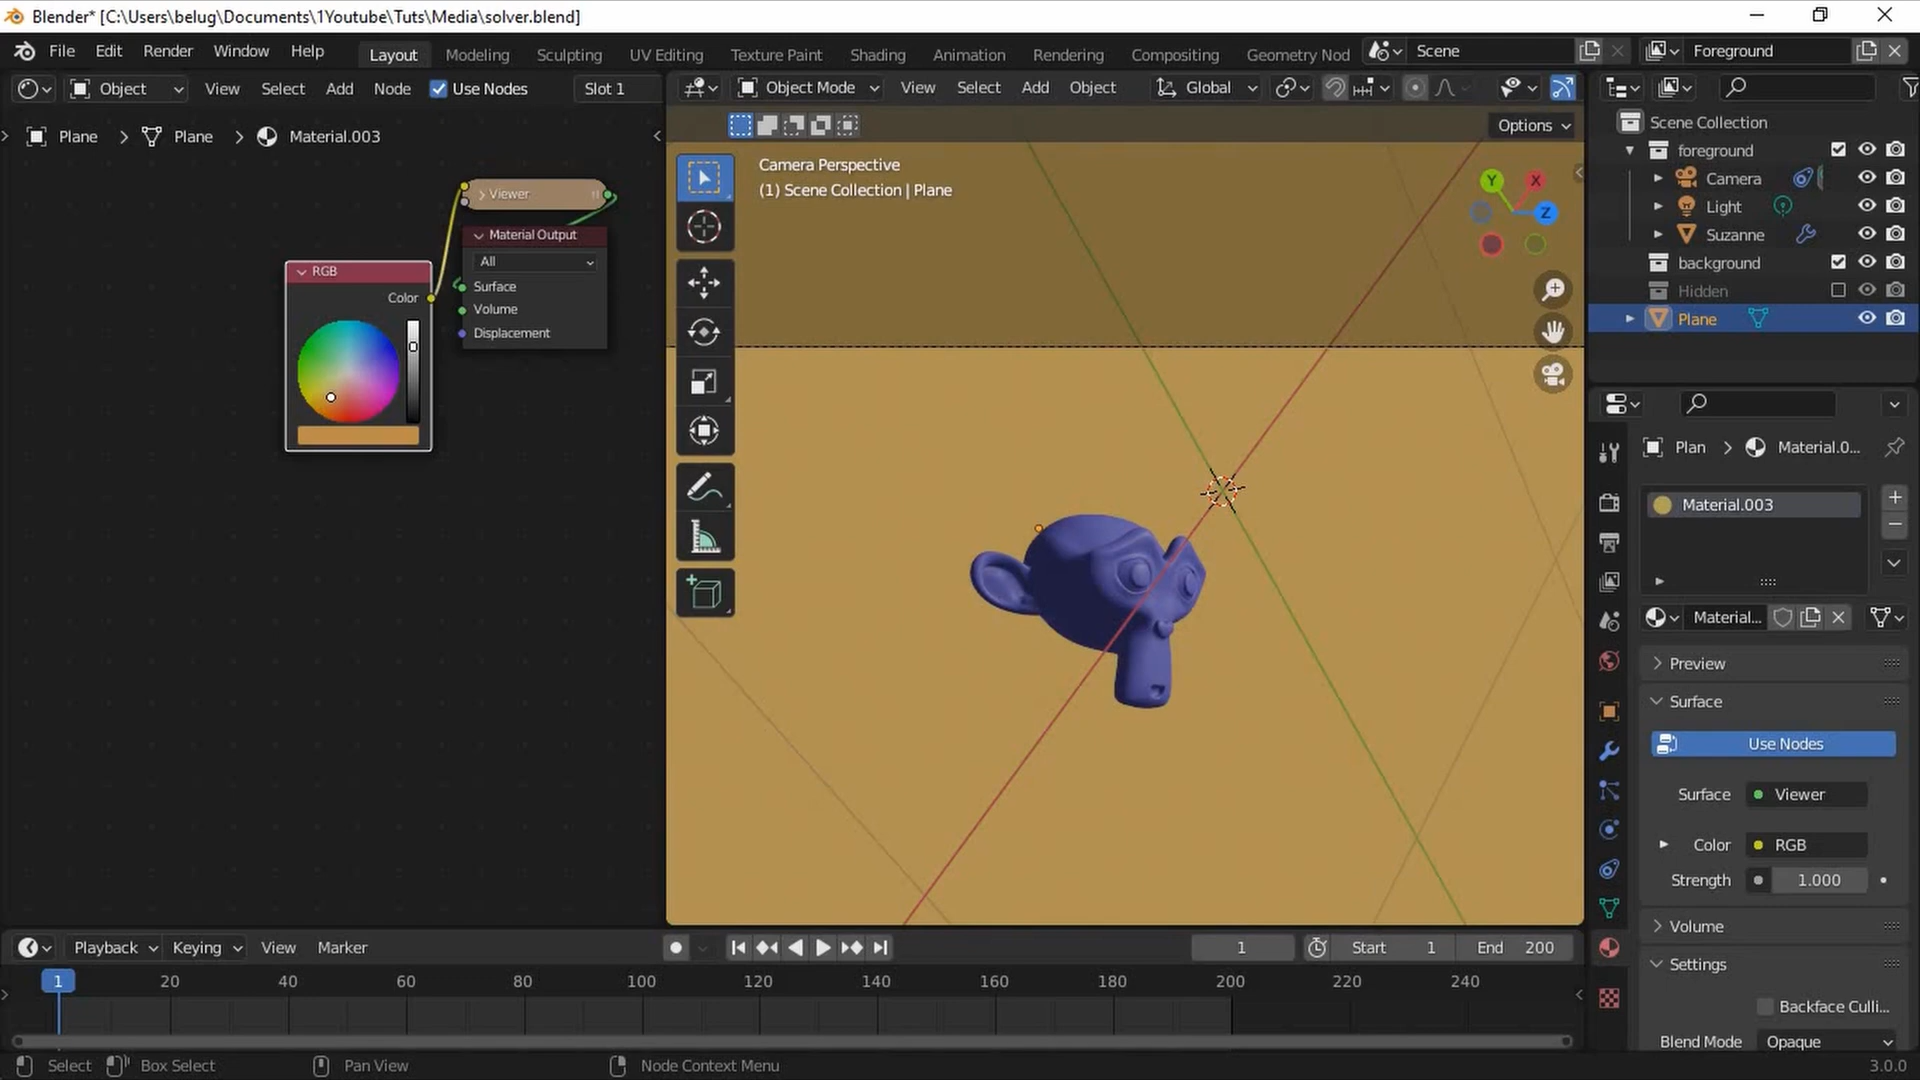 Blender* [C:\Users\belug\Documents\1Youtube\Tuts\Media\solver.blend]
File Edit Render Window Help Layout Modeling Sculpting UV Editing Texture Paint Shading Animation Rendering Compositing Geometry Nod Scene Foreground
Object View Select Add Node Use Nodes Slot 1
Object Mode View Select Add Object Global
Options
Plane > Plane > Material.003
Viewer
Material Output
All
Surface
Volume
Displacement
RGB
Color
Camera Perspective
(1) Scene Collection | Plane
Y X Z
Scene Collection
foreground
Camera
Light
Suzanne
background
Hidden
Plane
Plan > Material.0...
Material.003
Material...
Preview
Surface
Use Nodes
Surface Viewer
Color RGB
Strength 1.000
Volume
Settings
Backface Culli...
Blend Mode Opaque
Playback Keying View Marker 1 Start 1 End 200
1 20 40 60 80 100 120 140 160 180 200 220 240
Select Box Select Pan View Node Context Menu 3.0.0